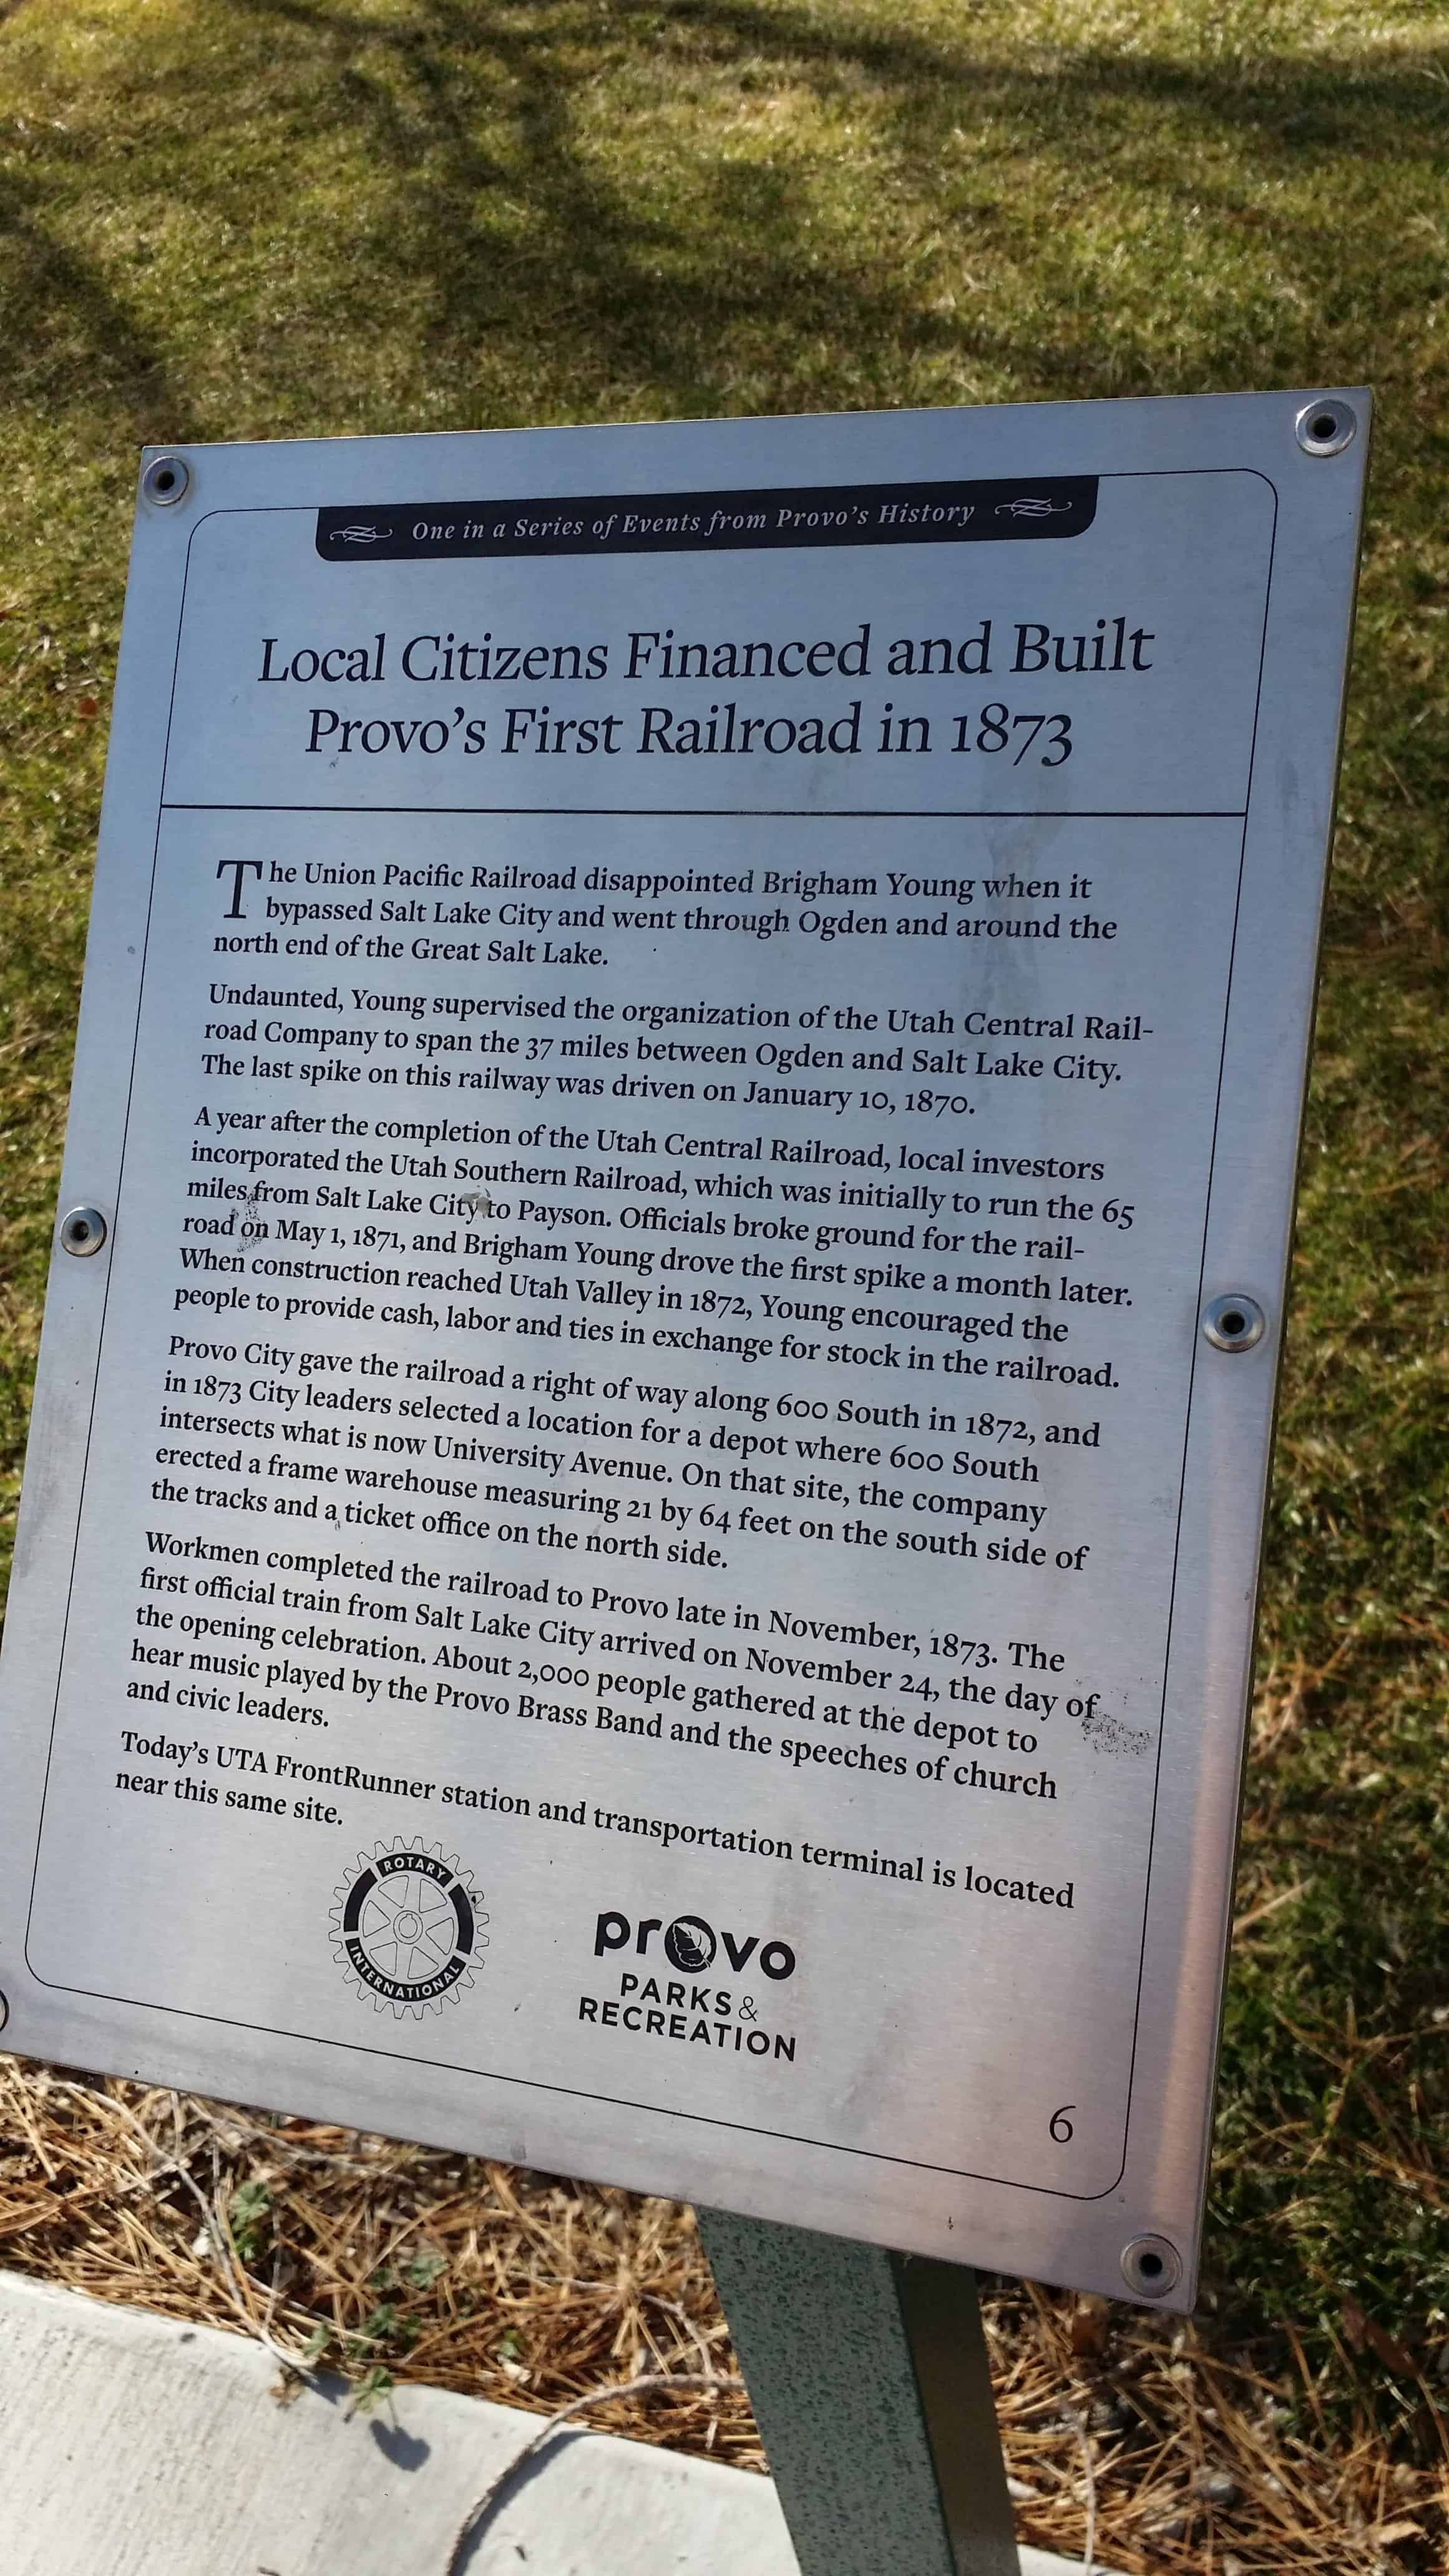 One in a Series of Events from Provo's History
Local Citizens Financed and Built
Provo's First Railroad in 1873
The Union Pacific Railroad disappointed Brigham Young when it
bypassed Salt Lake City and went through Ogden and around the
north end of the Great Salt Lake.
Undaunted, Young supervised the organization of the Utah Central Rail-
road Company to span the 37 miles between Ogden and Salt Lake City.
The last spike on this railway was driven on January 10, 1870.
A year after the completion of the Utah Central Railroad, local investors
incorporated the Utah Southern Railroad, which was initially to run the 65
miles from Salt Lake City to Payson. Officials broke ground for the rail-
road on May 1, 1871, and Brigham Young drove the first spike a month later.
When construction reached Utah Valley in 1872, Young encouraged the
people to provide cash, labor and ties in exchange for stock in the railroad.
Provo City gave the railroad a right of way along 600 South in 1872, and
in 1873 City leaders selected a location for a depot where 600 South
intersects what is now University Avenue. On that site, the company
erected a frame warehouse measuring 21 by 64 feet on the south side of
the tracks and a ticket office on the north side.
Workmen completed the railroad to Provo late in November, 1873. The
first official train from Salt Lake City arrived on November 24, the day of
the opening celebration. About 2,000 people gathered at the depot to
hear music played by the Provo Brass Band and the speeches of church
and civic leaders.
Today's UTA FrontRunner station and transportation terminal is located
near this same site.
ROTARY
INTERNATIONAL
provo
PARKS &
RECREATION
6